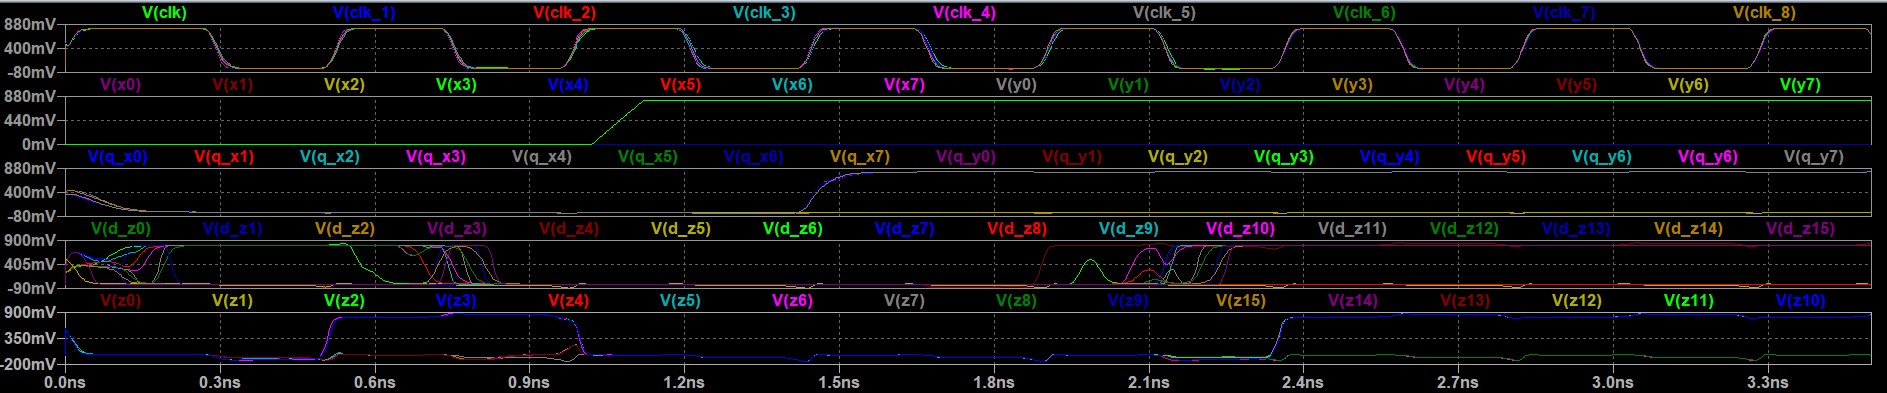 V(clk) V(clk_1) V(clk_2) V(clk_3) V(clk_4) V(clk_5) V(clk_6) V(clk_7) V(clk_8)
880mV
400mV
-80mV
V(x0) V(x1) V(x2) V(x3) V(x4) V(x5) V(x6) V(x7) V(y0) V(y1) V(y2) V(y3) V(y4) V(y5) V(y6) V(y7)
880mV
440mV
0mV
V(q_x0) V(q_x1) V(q_x2) V(q_x3) V(q_x4) V(q_x5) V(q_x6) V(q_x7) V(q_y0) V(q_y1) V(q_y2) V(q_y3) V(q_y4) V(q_y5) V(q_y6) V(q_y6) V(q_y7)
880mV
400mV
-80mV
V(d_z0) V(d_z1) V(d_z2) V(d_z3) V(d_z4) V(d_z5) V(d_z6) V(d_z7) V(d_z8) V(d_z9) V(d_z10) V(d_z11) V(d_z12) V(d_z13) V(d_z14) V(d_z15)
900mV
405mV
-90mV
V(z0) V(z1) V(z2) V(z3) V(z4) V(z5) V(z6) V(z7) V(z8) V(z9) V(z15) V(z14) V(z13) V(z12) V(z11) V(z10)
900mV
350mV
-200mV
0.0ns 0.3ns 0.6ns 0.9ns 1.2ns 1.5ns 1.8ns 2.1ns 2.4ns 2.7ns 3.0ns 3.3ns